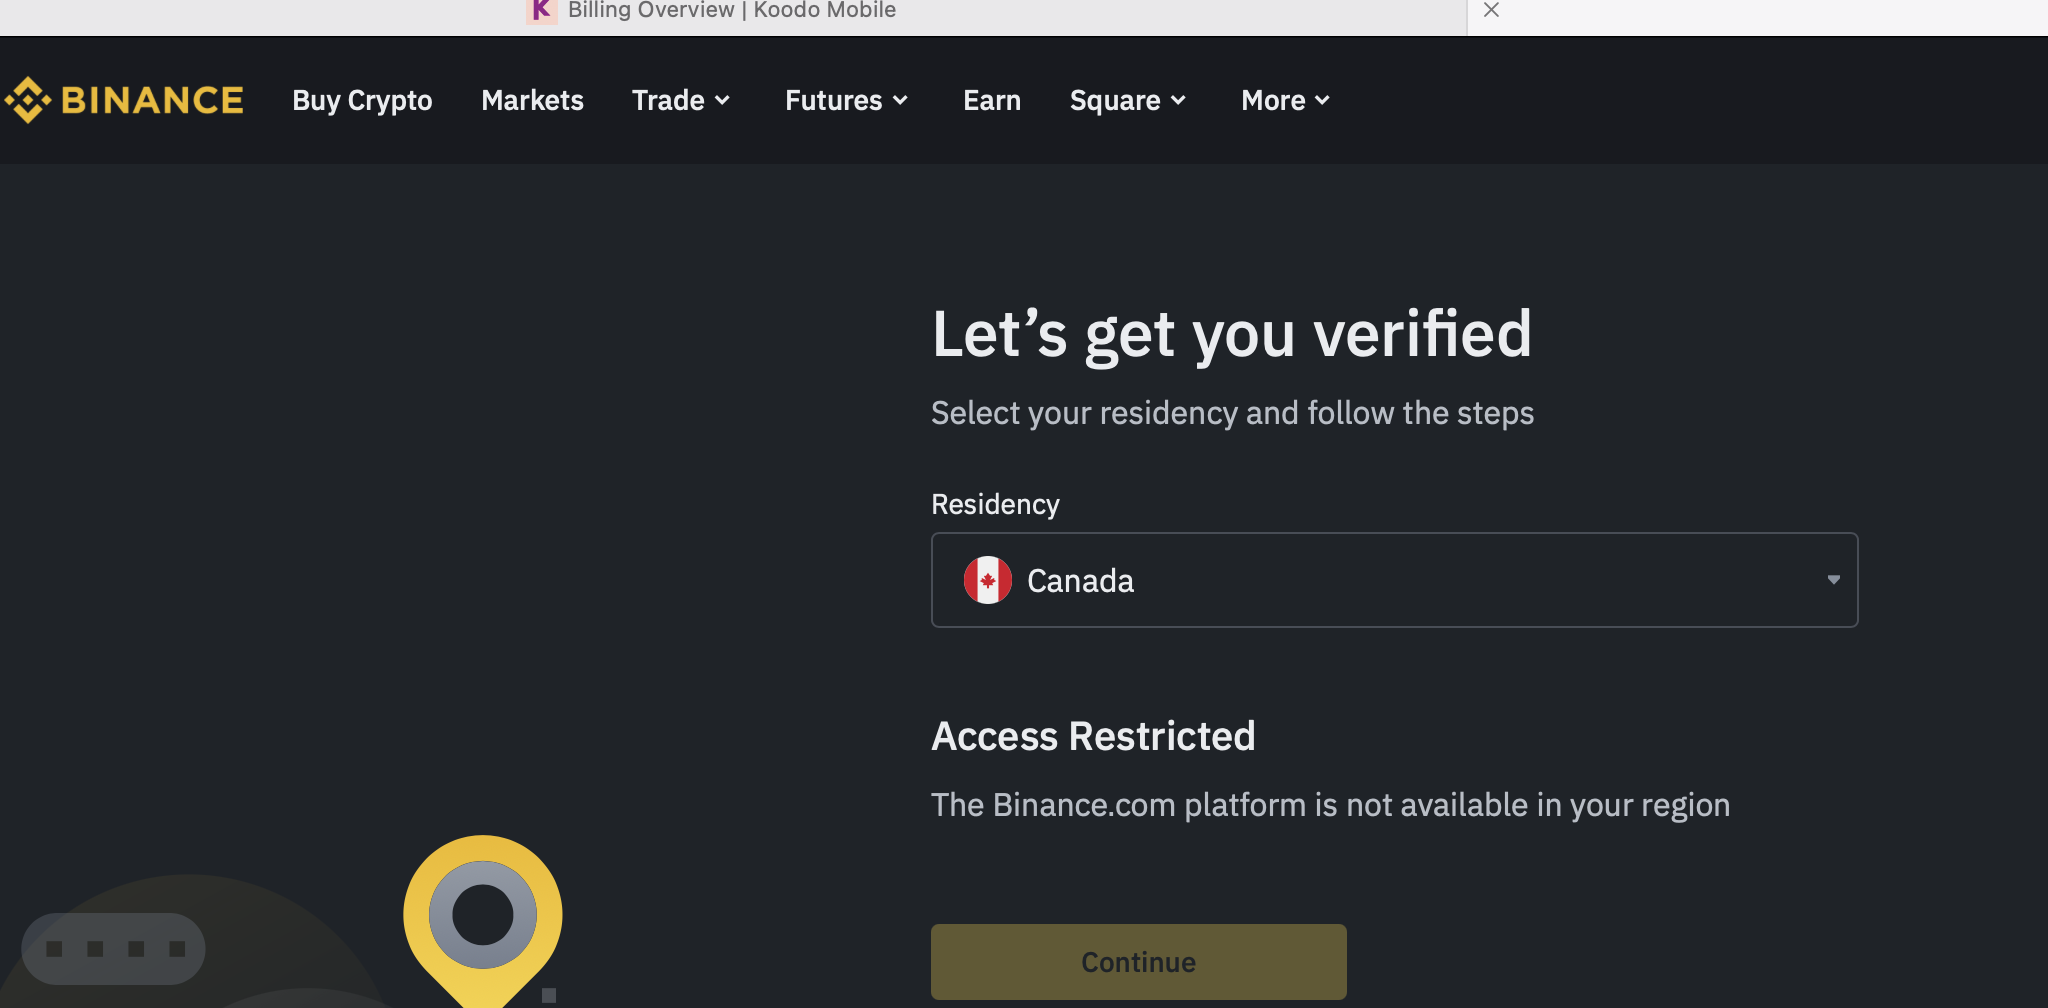 K Billing Overview | Koodo Mobile
BINANCE Buy Crypto Markets Trade Futures Earn Square More
Let’s get you verified
Select your residency and follow the steps
Residency
Canada
Access Restricted
The Binance.com platform is not available in your region
Continue